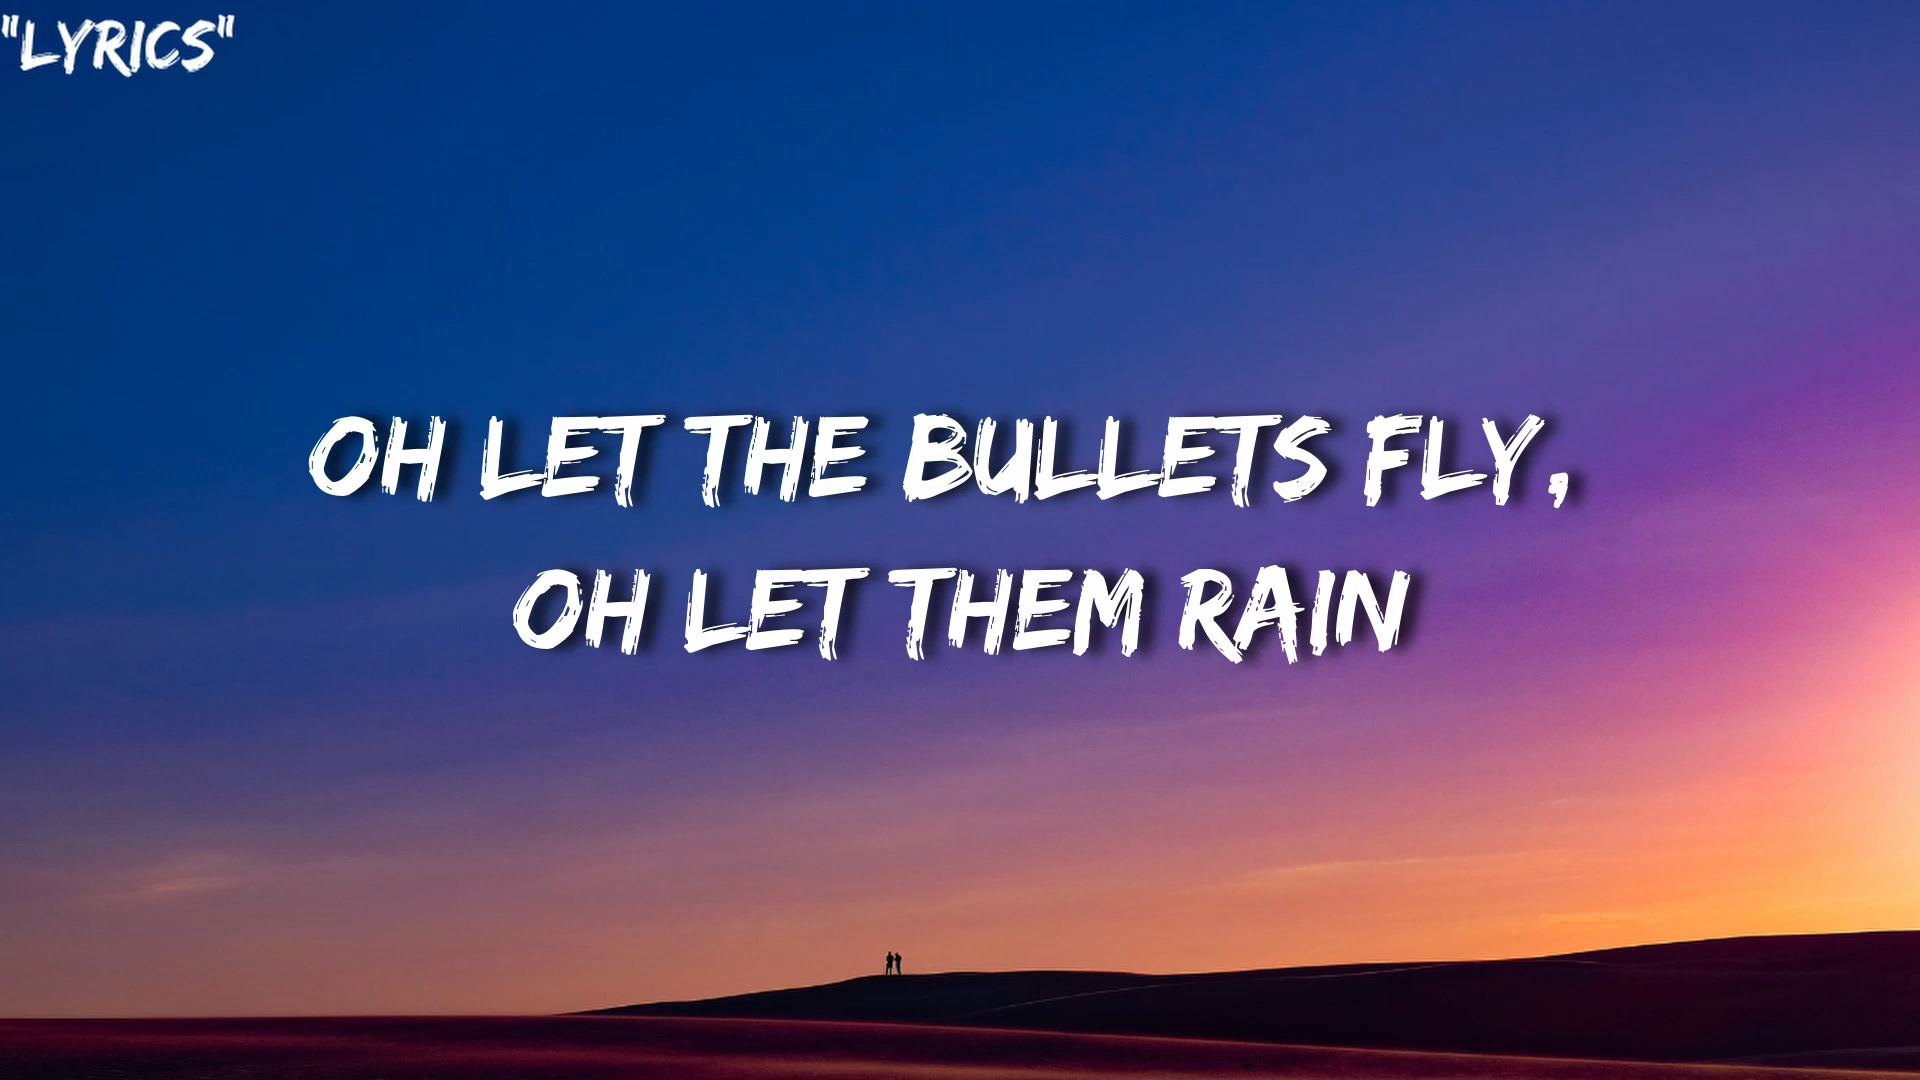 "LYRICS"
OH LET THE BULLETS FLY,
OH LET THEM RAIN